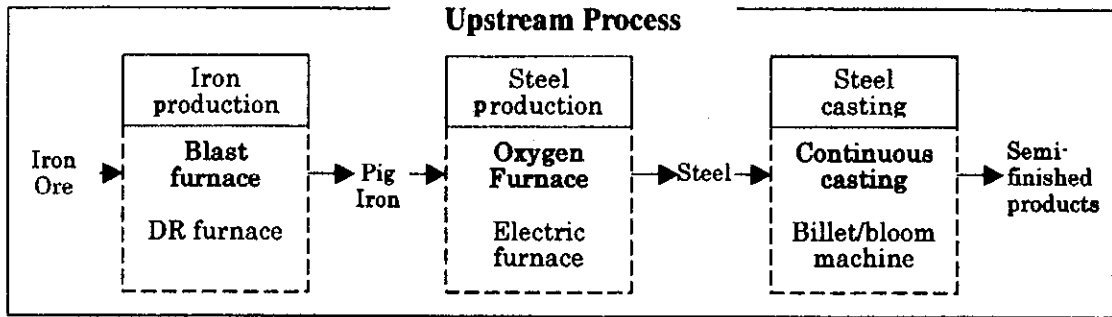 Upstream Process
Iron
production
Steel
production
Steel
casting
Iron
Ore
Blast
furnace
DR furnace
Pig
Iron
Oxygen
Furnace
Electric
furnace
Steel
Continuous
casting
Billet/bloom
machine
Semi-
finished
products